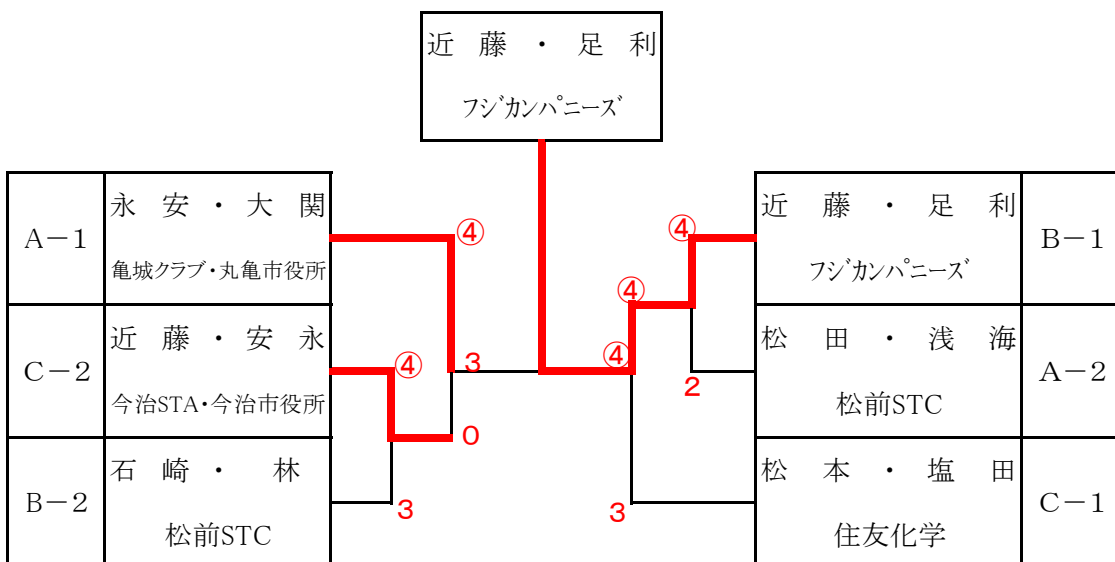 近 藤 ・ 足 利
フジカンパニーズ
A－1
永 安 ・ 大 関
亀城クラブ・丸亀市役所
C－2
近 藤 ・ 安 永
今治STA・今治市役所
B－2
石 崎 ・ 林
松前STC
④
④
3
0
3
④
④
④
2
3
近 藤 ・ 足 利
フジカンパニーズ
B－1
松 田 ・ 浅 海
松前STC
A－2
松 本 ・ 塩 田
住友化学
C－1